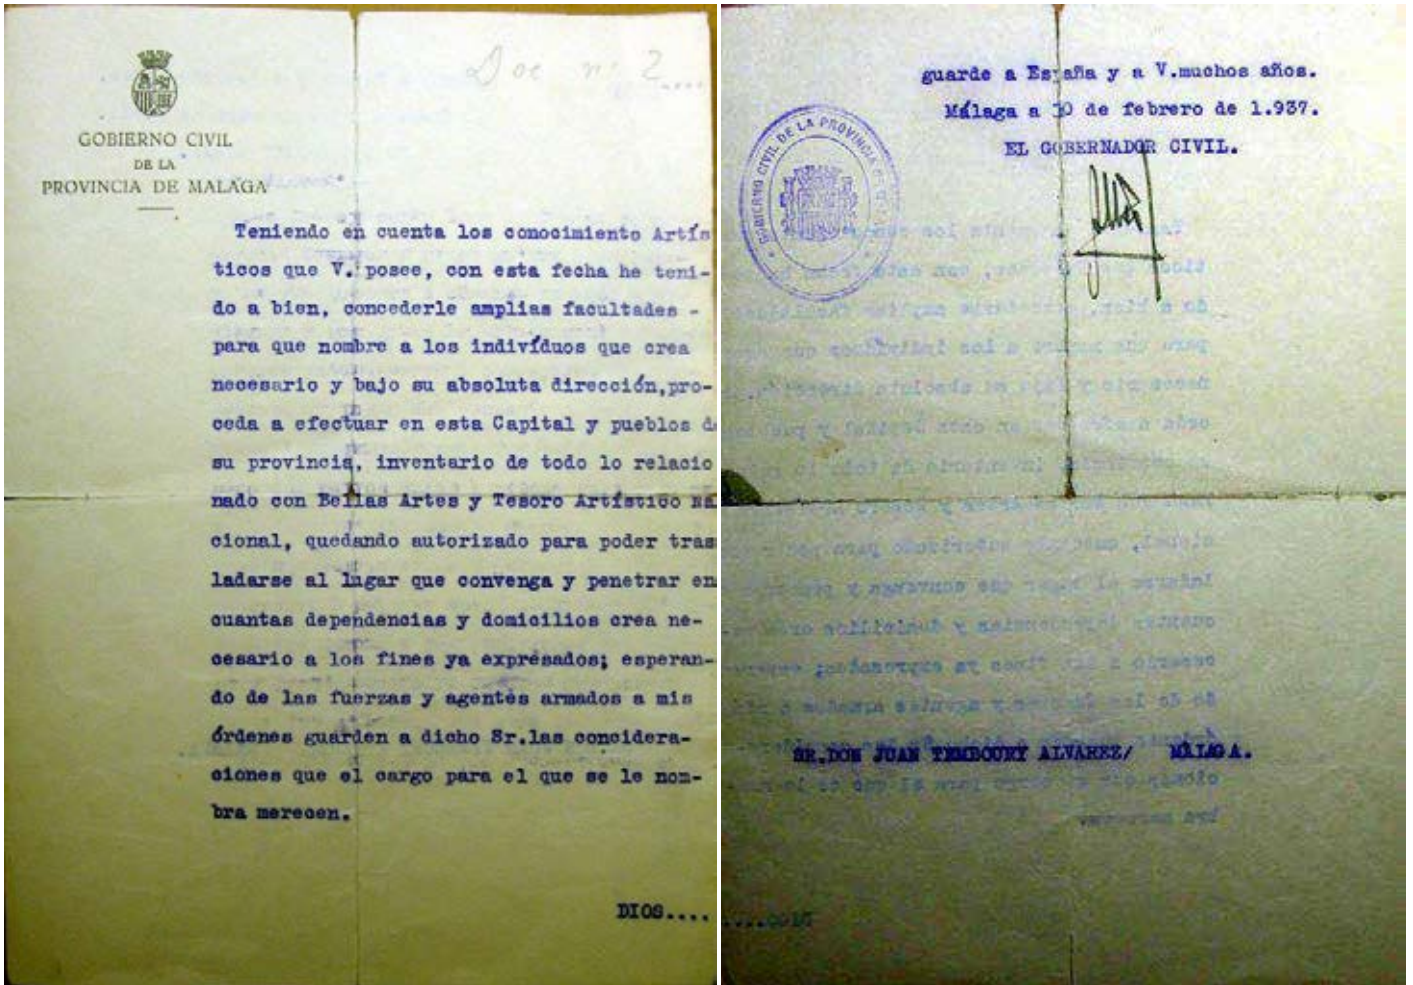 Doc nº 2....
GOBIERNO CIVIL
DE LA
PROVINCIA DE MALAGA
Teniendo en cuenta los conocimiento Artís
ticos que V. posee, con esta fecha he teni-
do a bien, concederle amplias facultades -
para que nombre a los indivíduos que crea
necesario y bajo su absoluta dirección,pro-
ceda a efectuar en esta Capital y pueblos de
su provincia, inventario de todo lo relacio
nado con Bellas Artes y Tesoro Artístico Na
cional, quedando autorizado para poder tras
ladarse al lugar que convenga y penetrar en
cuantas dependencias y domicilios crea ne-
cesario a los fines ya expresados; esperan-
do de las fuerzas y agentes armados a mis
órdenes guarden a dicho Sr.las concidera-
ciones que el cargo para el que se le nom-
bra merecen.
DIOS....
guarde a España y a V.muchos años.
Málaga a de febrero de 1.937.
EL GOBERNADOR CIVIL.
GOBIERNO CIVIL DE LA PROVINCIA DE
SR.DON JUAN TEMBOURY ALVAREZ/ MALAGA.